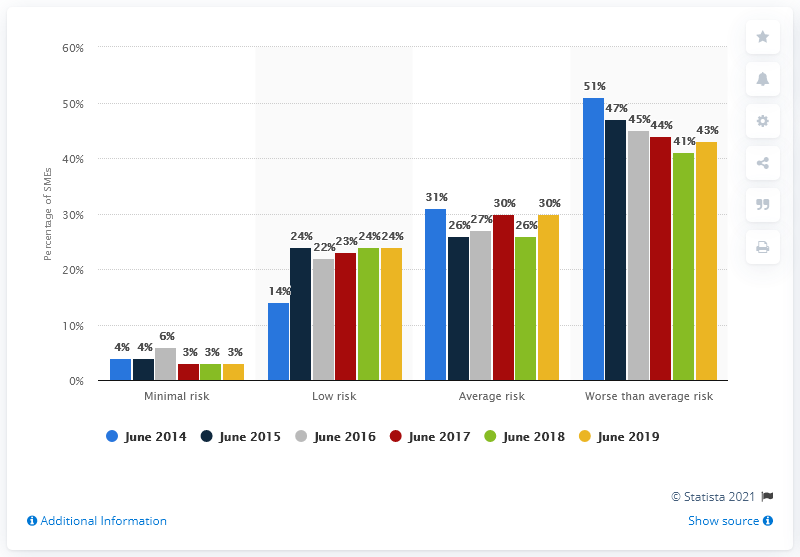 60%
50%
40%
30%
20%
10%
0%
Percentage of SMEs
4% 4% 6% 3% 3% 3%
14% 24% 22% 23% 24% 24%
31% 26% 27% 30% 26% 30%
51% 47% 45% 44% 41% 43%
Minimal risk Low risk Average risk Worse than average risk
June 2014 June 2015 June 2016 June 2017 June 2018 June 2019
© Statista 2021
Additional Information Show source